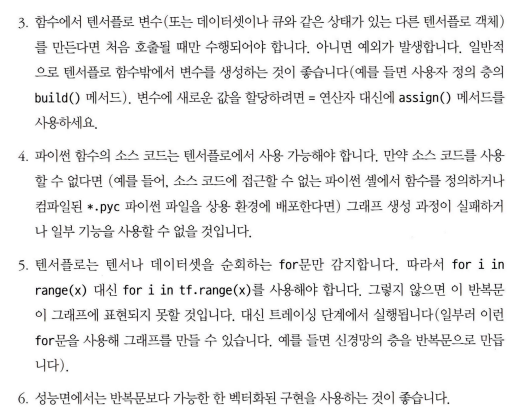 3. 함수에서 텐서플로 변수(또는 데이터셋이나 큐와 같은 상태가 있는 다른 텐서플로 객체)
를 만든다면 처음 호출될 때만 수행되어야 합니다. 아니면 예외가 발생합니다. 일반적
으로 텐서플로 함수밖에서 변수를 생성하는 것이 좋습니다(예를 들면 사용자 정의 층의
build() 메서드). 변수에 새로운 값을 할당하려면 = 연산자 대신에 assign() 메서드를
사용하세요.
4. 파이썬 함수의 소스 코드는 텐서플로에서 사용 가능해야 합니다. 만약 소스 코드를 사용
할 수 없다면 (예를 들어, 소스 코드에 접근할 수 없는 파이썬 셸에서 함수를 정의하거나
컴파일된 *.pyc 파이썬 파일을 상용 환경에 배포한다면) 그래프 생성 과정이 실패하거
나 일부 기능을 사용할 수 없을 것입니다.
5. 텐서플로는 텐서나 데이터셋을 순회하는 for문만 감지합니다. 따라서 for i in
range(x) 대신 for i in tf.range(x)를 사용해야 합니다. 그렇지 않으면 이 반복문
이 그래프에 표현되지 못할 것입니다. 대신 트레이싱 단계에서 실행됩니다(일부러 이런
for문을 사용해 그래프를 만들 수 있습니다. 예를 들면 신경망의 층을 반복문으로 만듭
니다).
6. 성능면에서는 반복문보다 가능한 한 벡터화된 구현을 사용하는 것이 좋습니다.